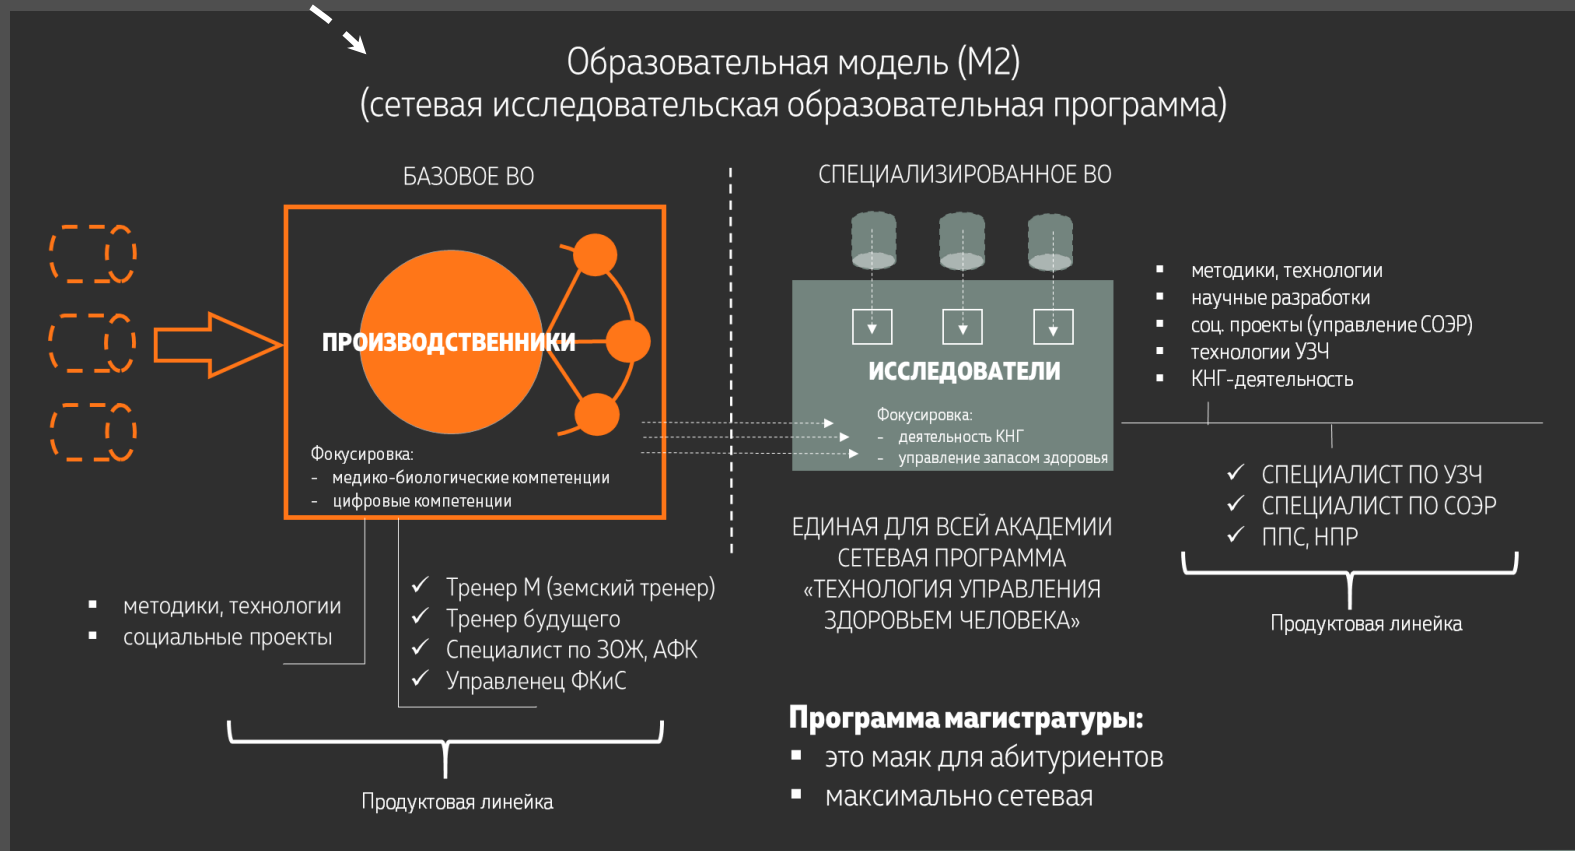 Образовательная модель (М2)
(сетевая исследовательская образовательная программа)
БАЗОВОЕ ВО
ПРОИЗВОДСТВЕННИКИ
Фокусировка:
- медико-биологические компетенции
- цифровые компетенции
▪ методики, технологии
▪ социальные проекты
✓ Тренер М (земский тренер)
✓ Тренер будущего
✓ Специалист по ЗОЖ, АФК
✓ Управленец ФКиС
Продуктовая линейка
СПЕЦИАЛИЗИРОВАННОЕ ВО
ИССЛЕДОВАТЕЛИ
Фокусировка:
- деятельность КНГ
- управление запасом здоровья
ЕДИНАЯ ДЛЯ ВСЕЙ АКАДЕМИИ
СЕТЕВАЯ ПРОГРАММА
«ТЕХНОЛОГИЯ УПРАВЛЕНИЯ
ЗДОРОВЬЕМ ЧЕЛОВЕКА»
Программа магистратуры:
▪ это маяк для абитуриентов
▪ максимально сетевая
▪ методики, технологии
▪ научные разработки
▪ соц. проекты (управление СОЭР)
▪ технологии УЗЧ
▪ КНГ-деятельность
✓ СПЕЦИАЛИСТ ПО УЗЧ
✓ СПЕЦИАЛИСТ ПО СОЭР
✓ ППС, НПР
Продуктовая линейка